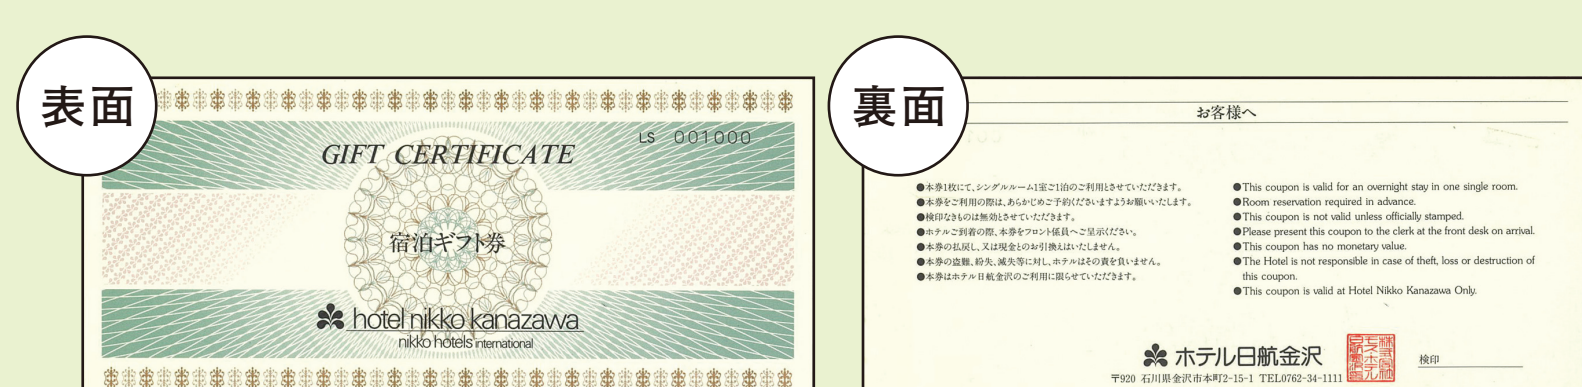 表面
LS 001000
GIFT CERTIFICATE
宿泊ギフト券
hotel nikko kanazawa
nikko hotels international
裏面
お客様へ
●本券1枚にて、シングルルーム1室ご1泊のご利用とさせていただきます。
●本券をご利用の際は、あらかじめご予約くださいますようお願いいたします。
●検印なきものは無効とさせていただきます。
●ホテルご到着の際、本券をフロント係員へご呈示ください。
●本券の払戻し、又は現金とのお引換えはいたしません。
●本券の盗難、紛失、滅失等に対し、ホテルはその責を負いません。
●本券はホテル日航金沢のご利用に限らせていただきます。
●This coupon is valid for an overnight stay in one single room.
●Room reservation required in advance.
●This coupon is not valid unless officially stamped.
●Please present this coupon to the clerk at the front desk on arrival.
●This coupon has no monetary value.
●The Hotel is not responsible in case of theft, loss or destruction of
this coupon.
●This coupon is valid at Hotel Nikko Kanazawa Only.
ホテル日航金沢
〒920 石川県金沢市本町2-15-1 TEL0762-34-1111
検印